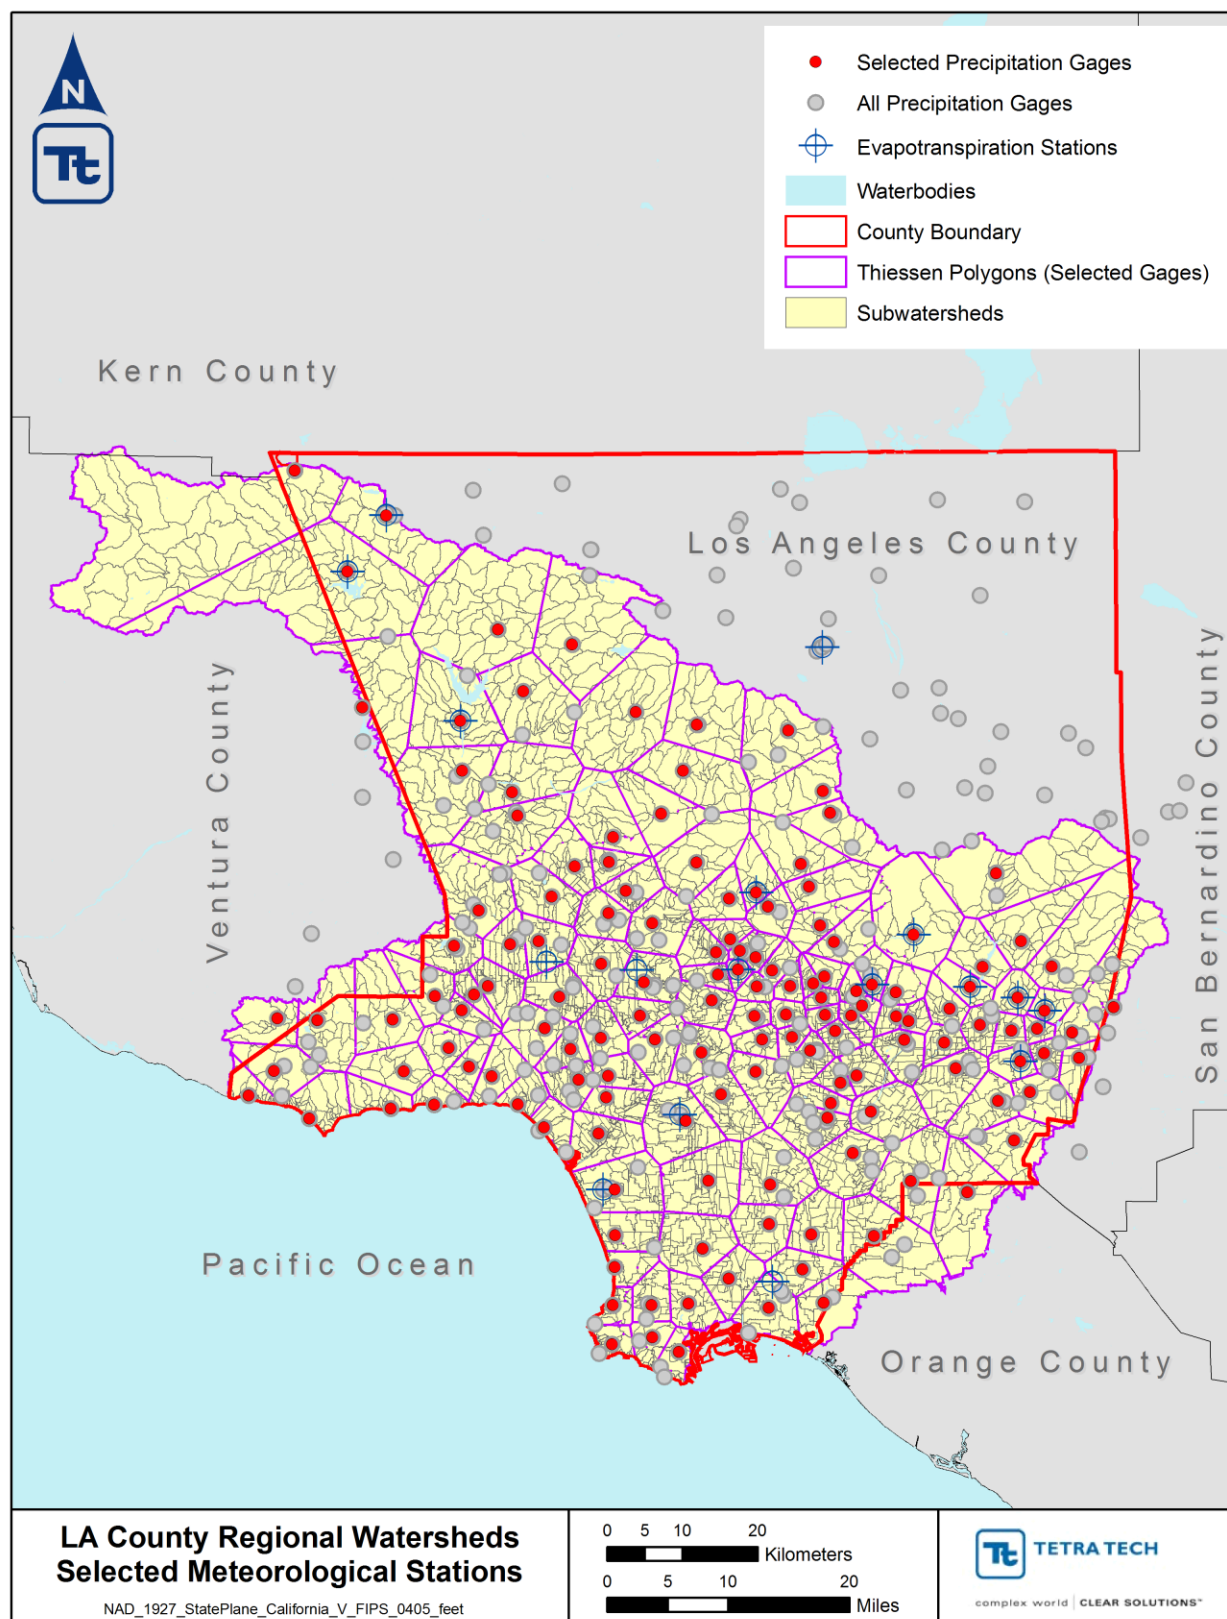 N
Tt
Selected Precipitation Gages
All Precipitation Gages
Evapotranspiration Stations
Waterbodies
County Boundary
Thiessen Polygons (Selected Gages)
Subwatersheds
Kern County
Los Angeles County
Ventura County
San Bernardino County
Pacific Ocean
Orange County
LA County Regional Watersheds
Selected Meteorological Stations
NAD_1927_StatePlane_California_V_FIPS_0405_feet
0 5 10 20
Kilometers
0 5 10 20
Miles
Tt TETRA TECH
complex world | CLEAR SOLUTIONS™